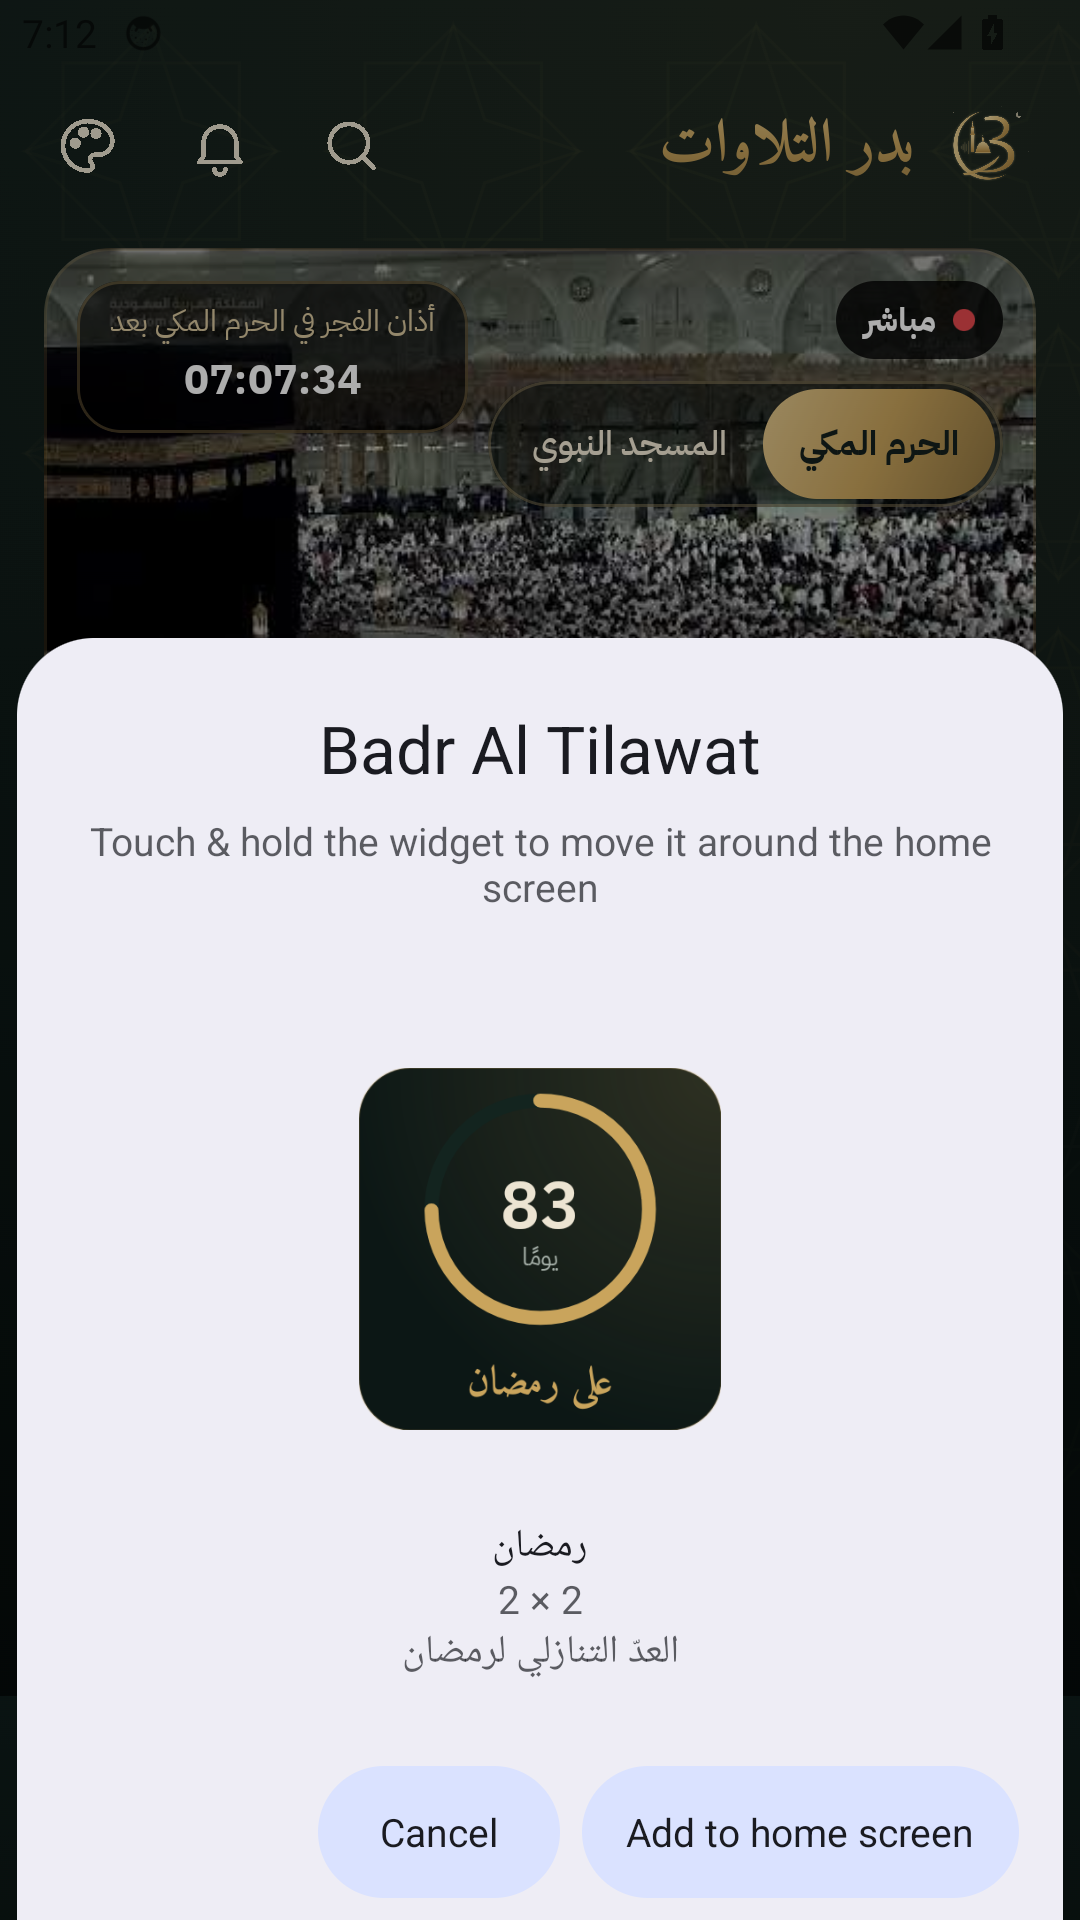 7:12
بدر التلاوات
أذان الفجر في الحرم المكي بعد
07:07:34
مباشر
الحرم المكي
المسجد النبوي
Badr Al Tilawat
Touch & hold the widget to move it around the home
screen
83
يومًا
على رمضان
رمضان
2 × 2
العدّ التنازلي لرمضان
Cancel
Add to home screen